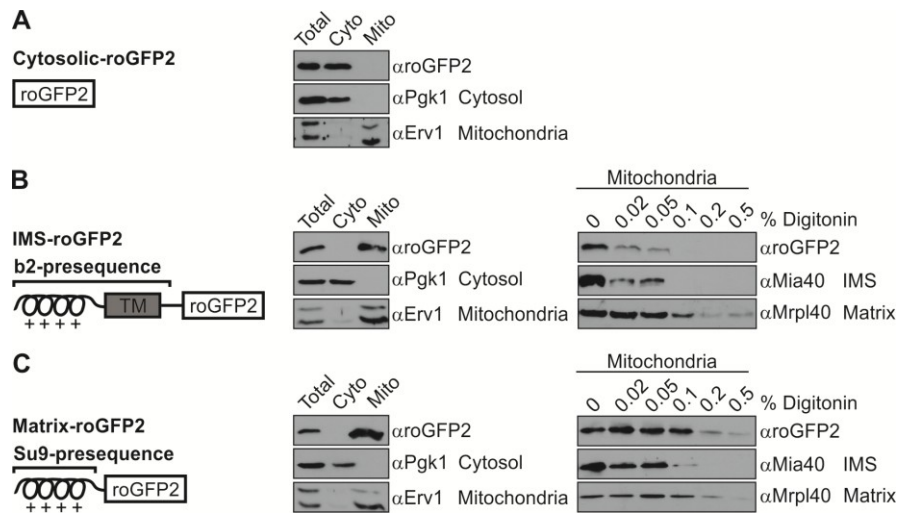 A
Cytosolic-roGFP2
roGFP2
Total Cyto Mito
αroGFP2
αPgk1 Cytosol
αErv1 Mitochondria
B
IMS-roGFP2
b2-presequence
TM
roGFP2
++++
Total Cyto Mito
αroGFP2
αPgk1 Cytosol
αErv1 Mitochondria
Mitochondria
0 0.02 0.05 0.1 0.2 0.5 % Digitonin
αroGFP2
αMia40 IMS
αMrpl40 Matrix
C
Matrix-roGFP2
Su9-presequence
roGFP2
++++
Total Cyto Mito
αroGFP2
αPgk1 Cytosol
αErv1 Mitochondria
Mitochondria
0 0.02 0.05 0.1 0.2 0.5 % Digitonin
αroGFP2
αMia40 IMS
αMrpl40 Matrix